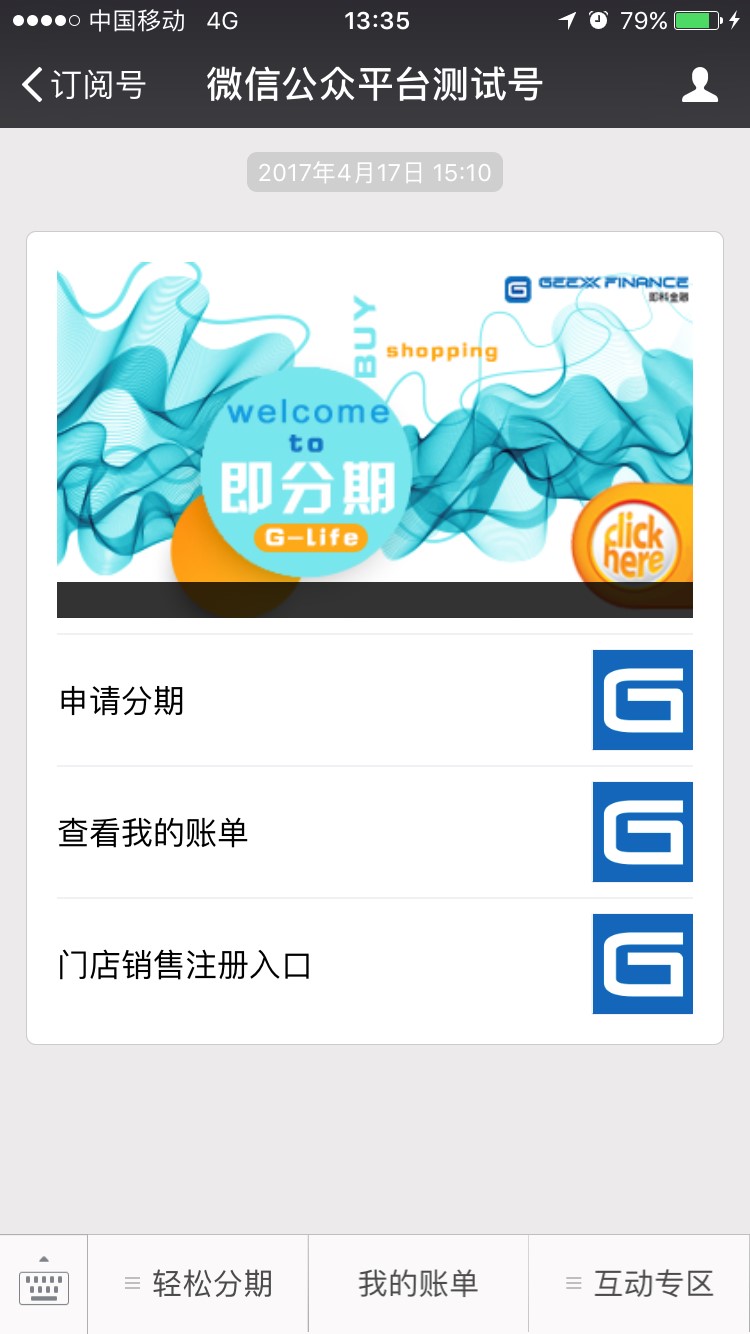 中国移动 4G 13:35 79%
订阅号 微信公众平台测试号
2017年4月17日 15:10
GEEXX FINANCE
即科金融
BUY
shopping
welcome
to
即分期
G-life
click
here
申请分期
G
查看我的账单
G
门店销售注册入口
G
轻松分期 我的账单 互动专区